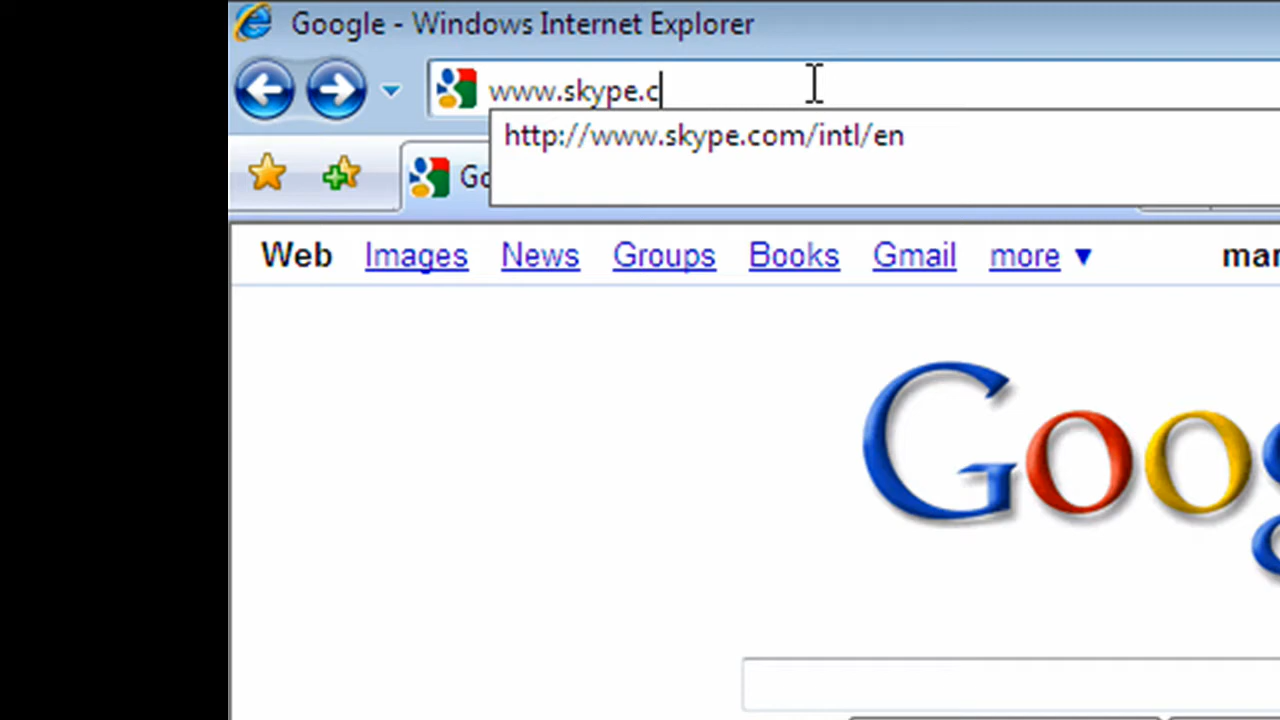 Google - Windows Internet Explorer
www.skype.c
http://www.skype.com/intl/en
Go
Web Images News Groups Books Gmail more ▼
Goo